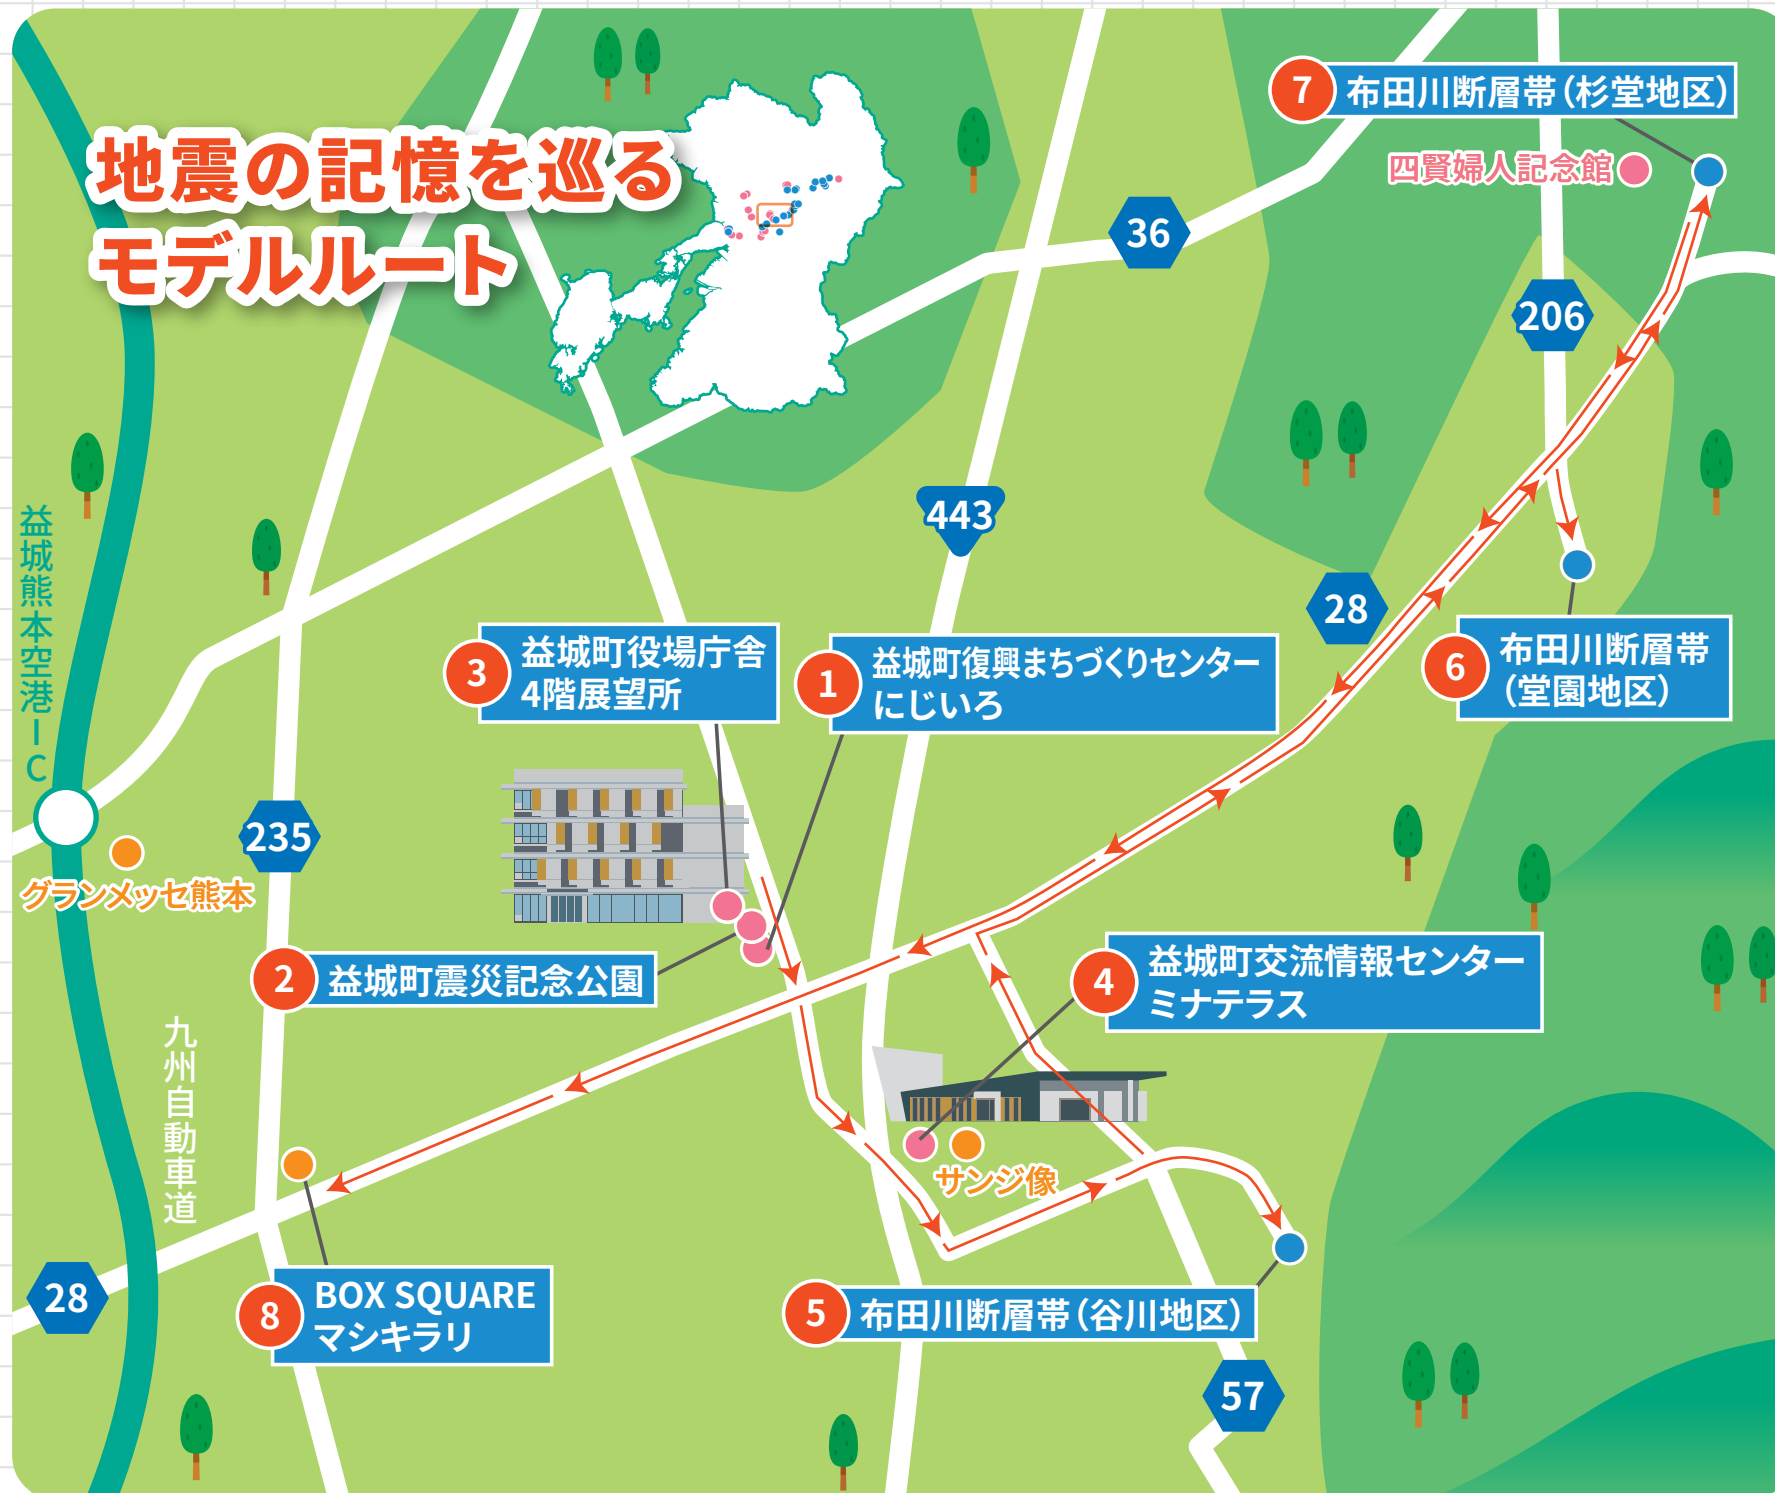 地震の記憶を巡る
モデルルート
7
布田川断層帯（杉堂地区）
四賢婦人記念館
36
206
443
28
益城熊本空港IC
3
益城町役場庁舎
4階展望所
1
益城町復興まちづくりセンター
にじいろ
6
布田川断層帯
（堂園地区）
235
グランメッセ熊本
2
益城町震災記念公園
4
益城町交流情報センター
ミナテラス
九州自動車道
サンジ像
28
8
BOX SQUARE
マシキラリ
5
布田川断層帯（谷川地区）
57